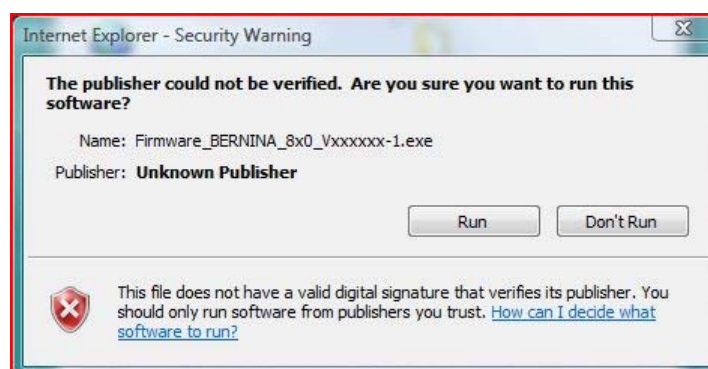 Internet Explorer - Security Warning
The publisher could not be verified. Are you sure you want to run this
software?
Name: Firmware_BERNINA_8x0_Vxxxxxx-1.exe
Publisher: Unknown Publisher
Run Don't Run
This file does not have a valid digital signature that verifies its publisher. You
should only run software from publishers you trust. How can I decide what
software to run?